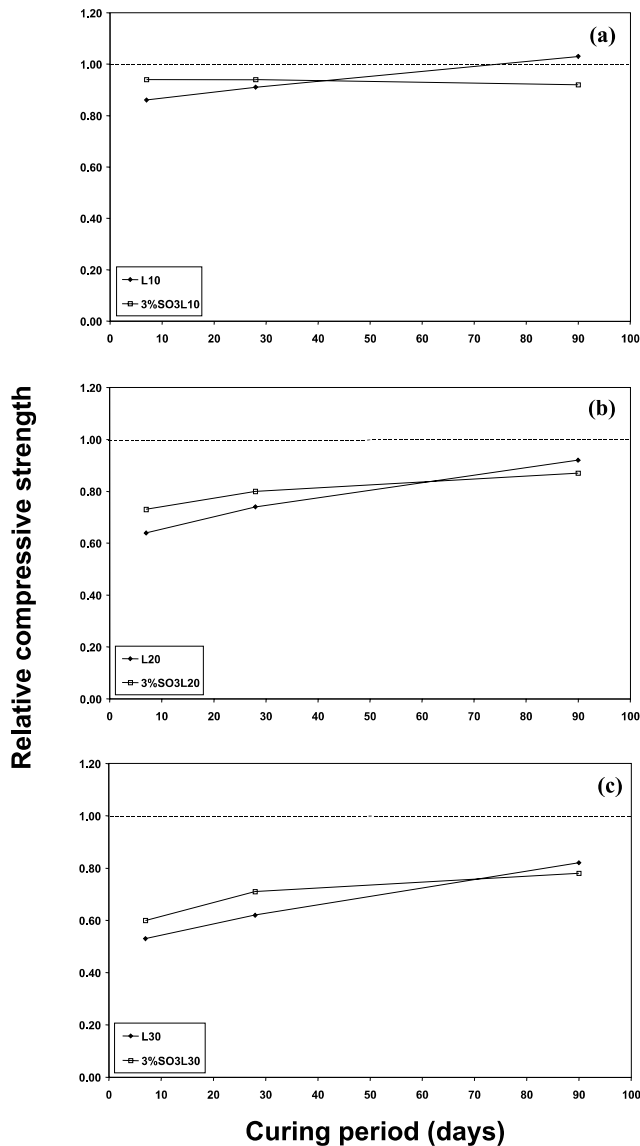 (a)
1.20
1.00
0.80
0.60
0.40
0.20
0.00
L10
3%SO3L10
0 10 20 30 40 50 60 70 80 90 100
(b)
1.20
1.00
0.80
0.60
0.40
0.20
0.00
L20
3%SO3L20
0 10 20 30 40 50 60 70 80 90 100
(c)
1.20
1.00
0.80
0.60
0.40
0.20
0.00
L30
3%SO3L30
0 10 20 30 40 50 60 70 80 90 100
Relative compressive strength
Curing period (days)